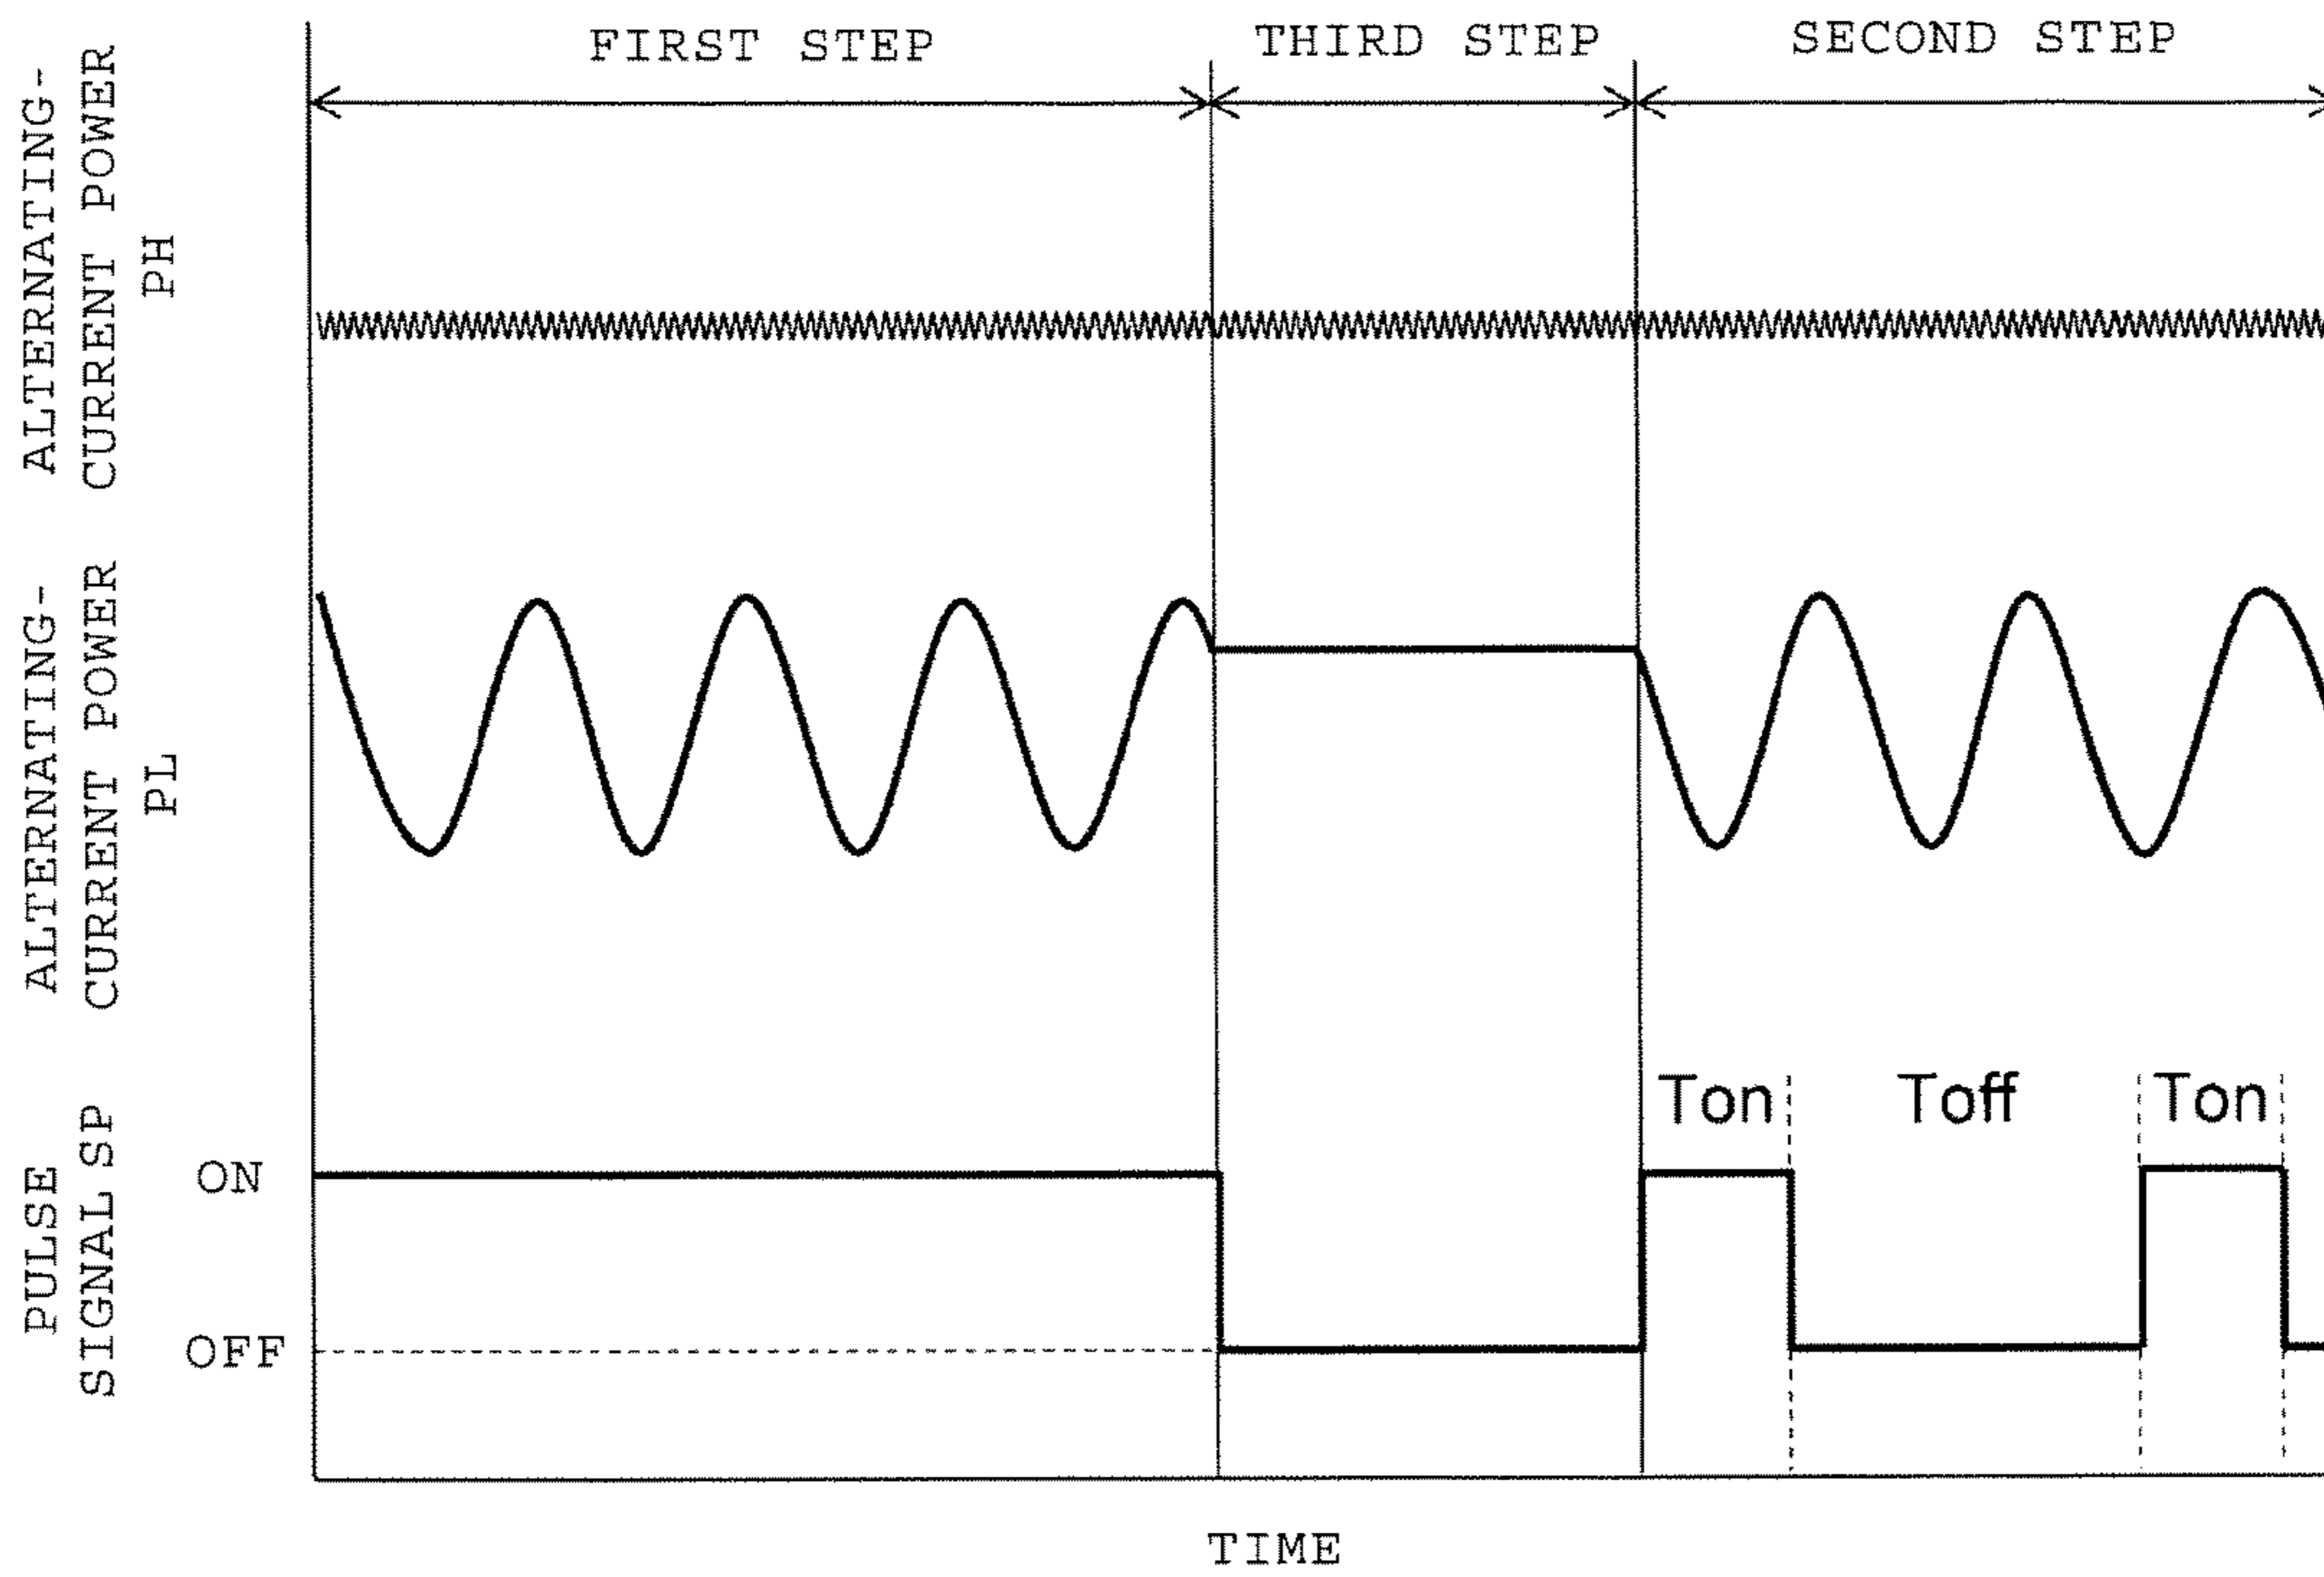 FIRST STEP
THIRD STEP
SECOND STEP
ALTERNATING-
CURRENT POWER
PH
ALTERNATING-
CURRENT POWER
PL
PULSE
SIGNAL SP
ON
OFF
Ton
Toff
Ton
TIME